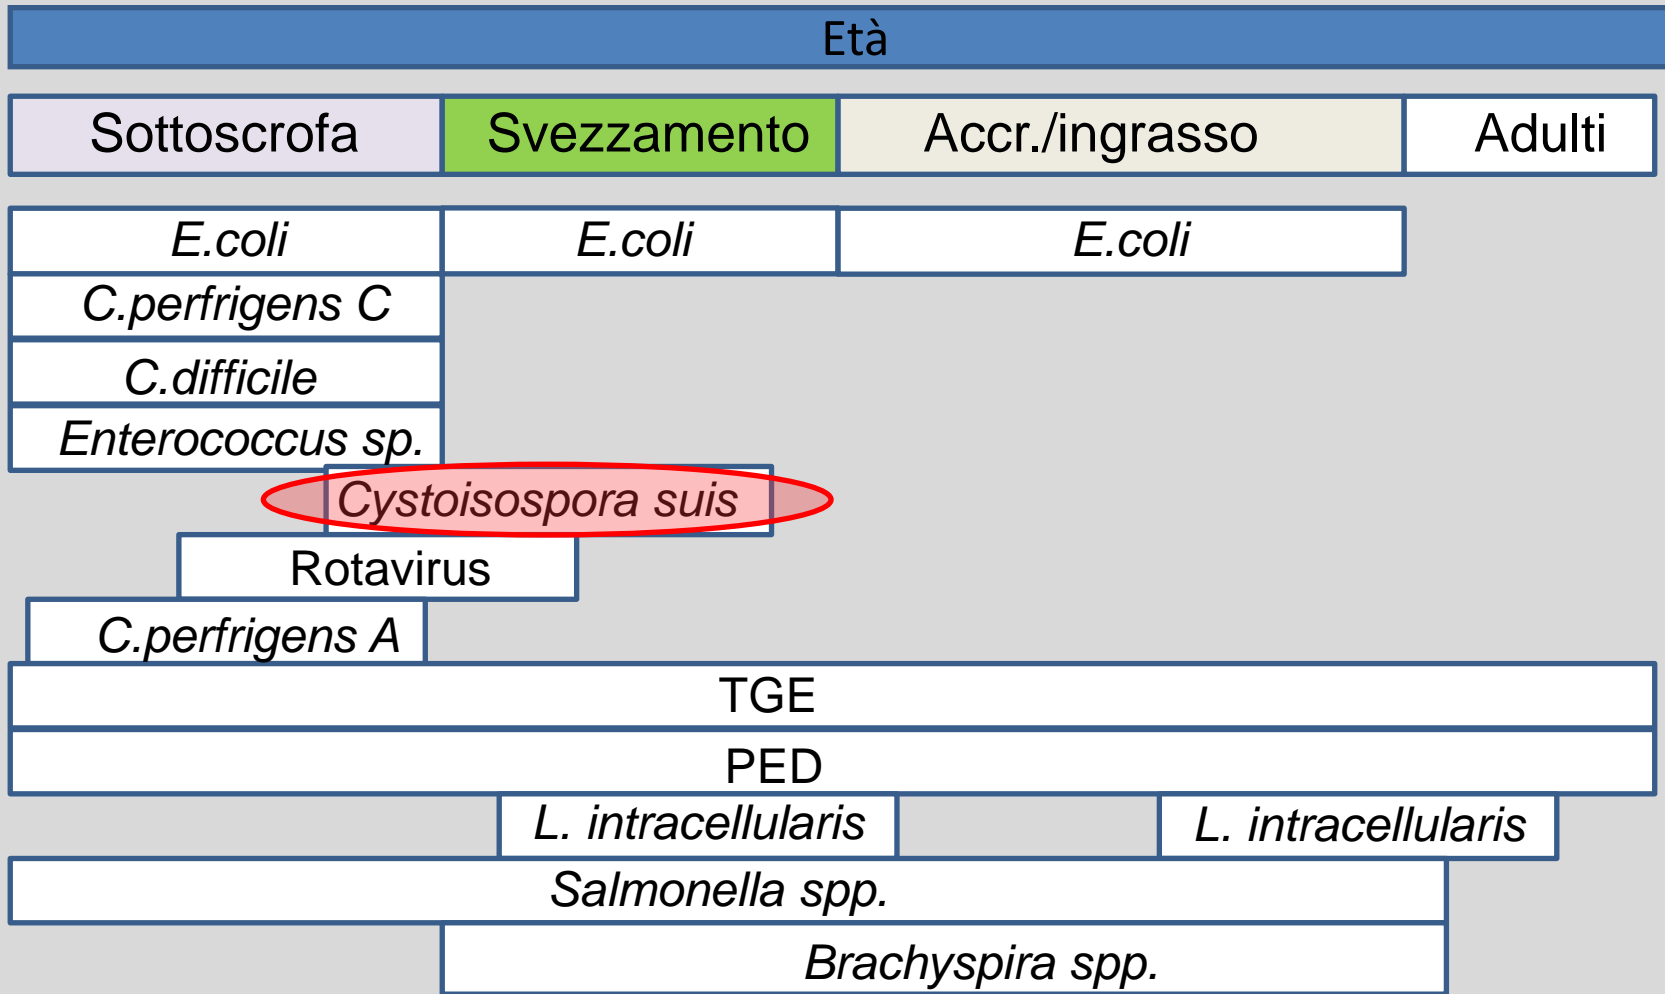 Età
Sottoscrofa Svezzamento Accr./ingrasso Adulti
E.coli E.coli E.coli
C.perfrigens C
C.difficile
Enterococcus sp.
Cystoisospora suis
Rotavirus
C.perfrigens A
TGE
PED
L. intracellularis L. intracellularis
Salmonella spp.
Brachyspira spp.